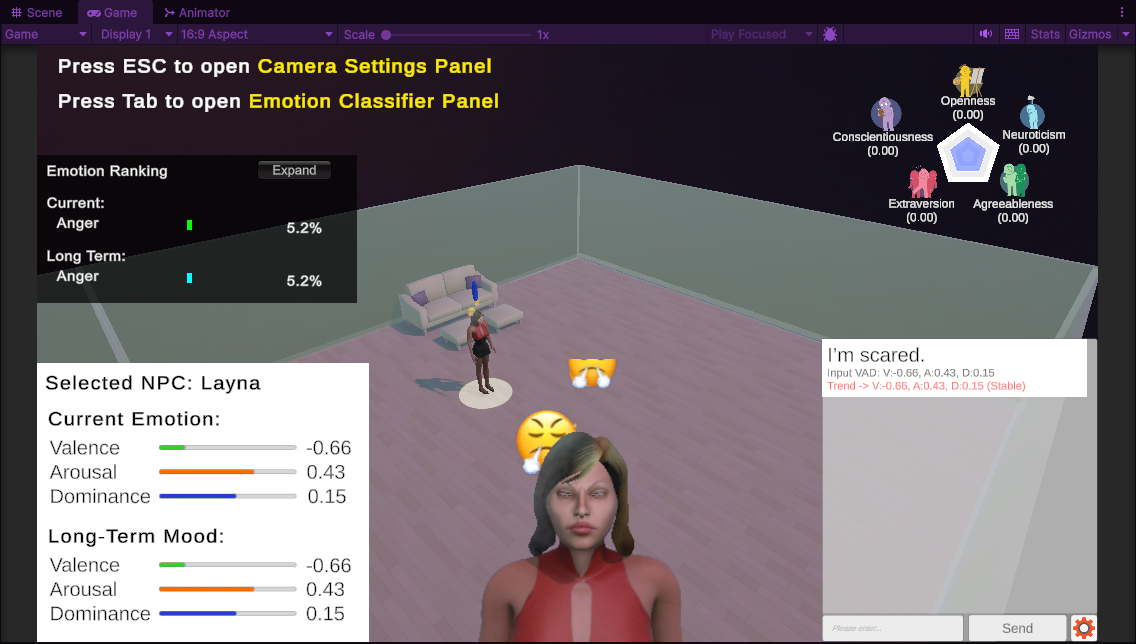 Scene Game Animator
Game Display 1 16:9 Aspect Scale 1x Play Focused Stats Gizmos
Press ESC to open Camera Settings Panel
Press Tab to open Emotion Classifier Panel
Openness
(0.00)
Conscientiousness
(0.00)
Neuroticism
(0.00)
Extraversion
(0.00)
Agreeableness
(0.00)
Emotion Ranking Expand
Current:
Anger 5.2%
Long Term:
Anger 5.2%
Selected NPC: Layna
Current Emotion:
Valence -0.66
Arousal 0.43
Dominance 0.15
Long-Term Mood:
Valence -0.66
Arousal 0.43
Dominance 0.15
I'm scared.
Input VAD: V:-0.66, A:0.43, D:0.15
Trend -> V:-0.66, A:0.43, D:0.15 (Stable)
Please enter...
Send